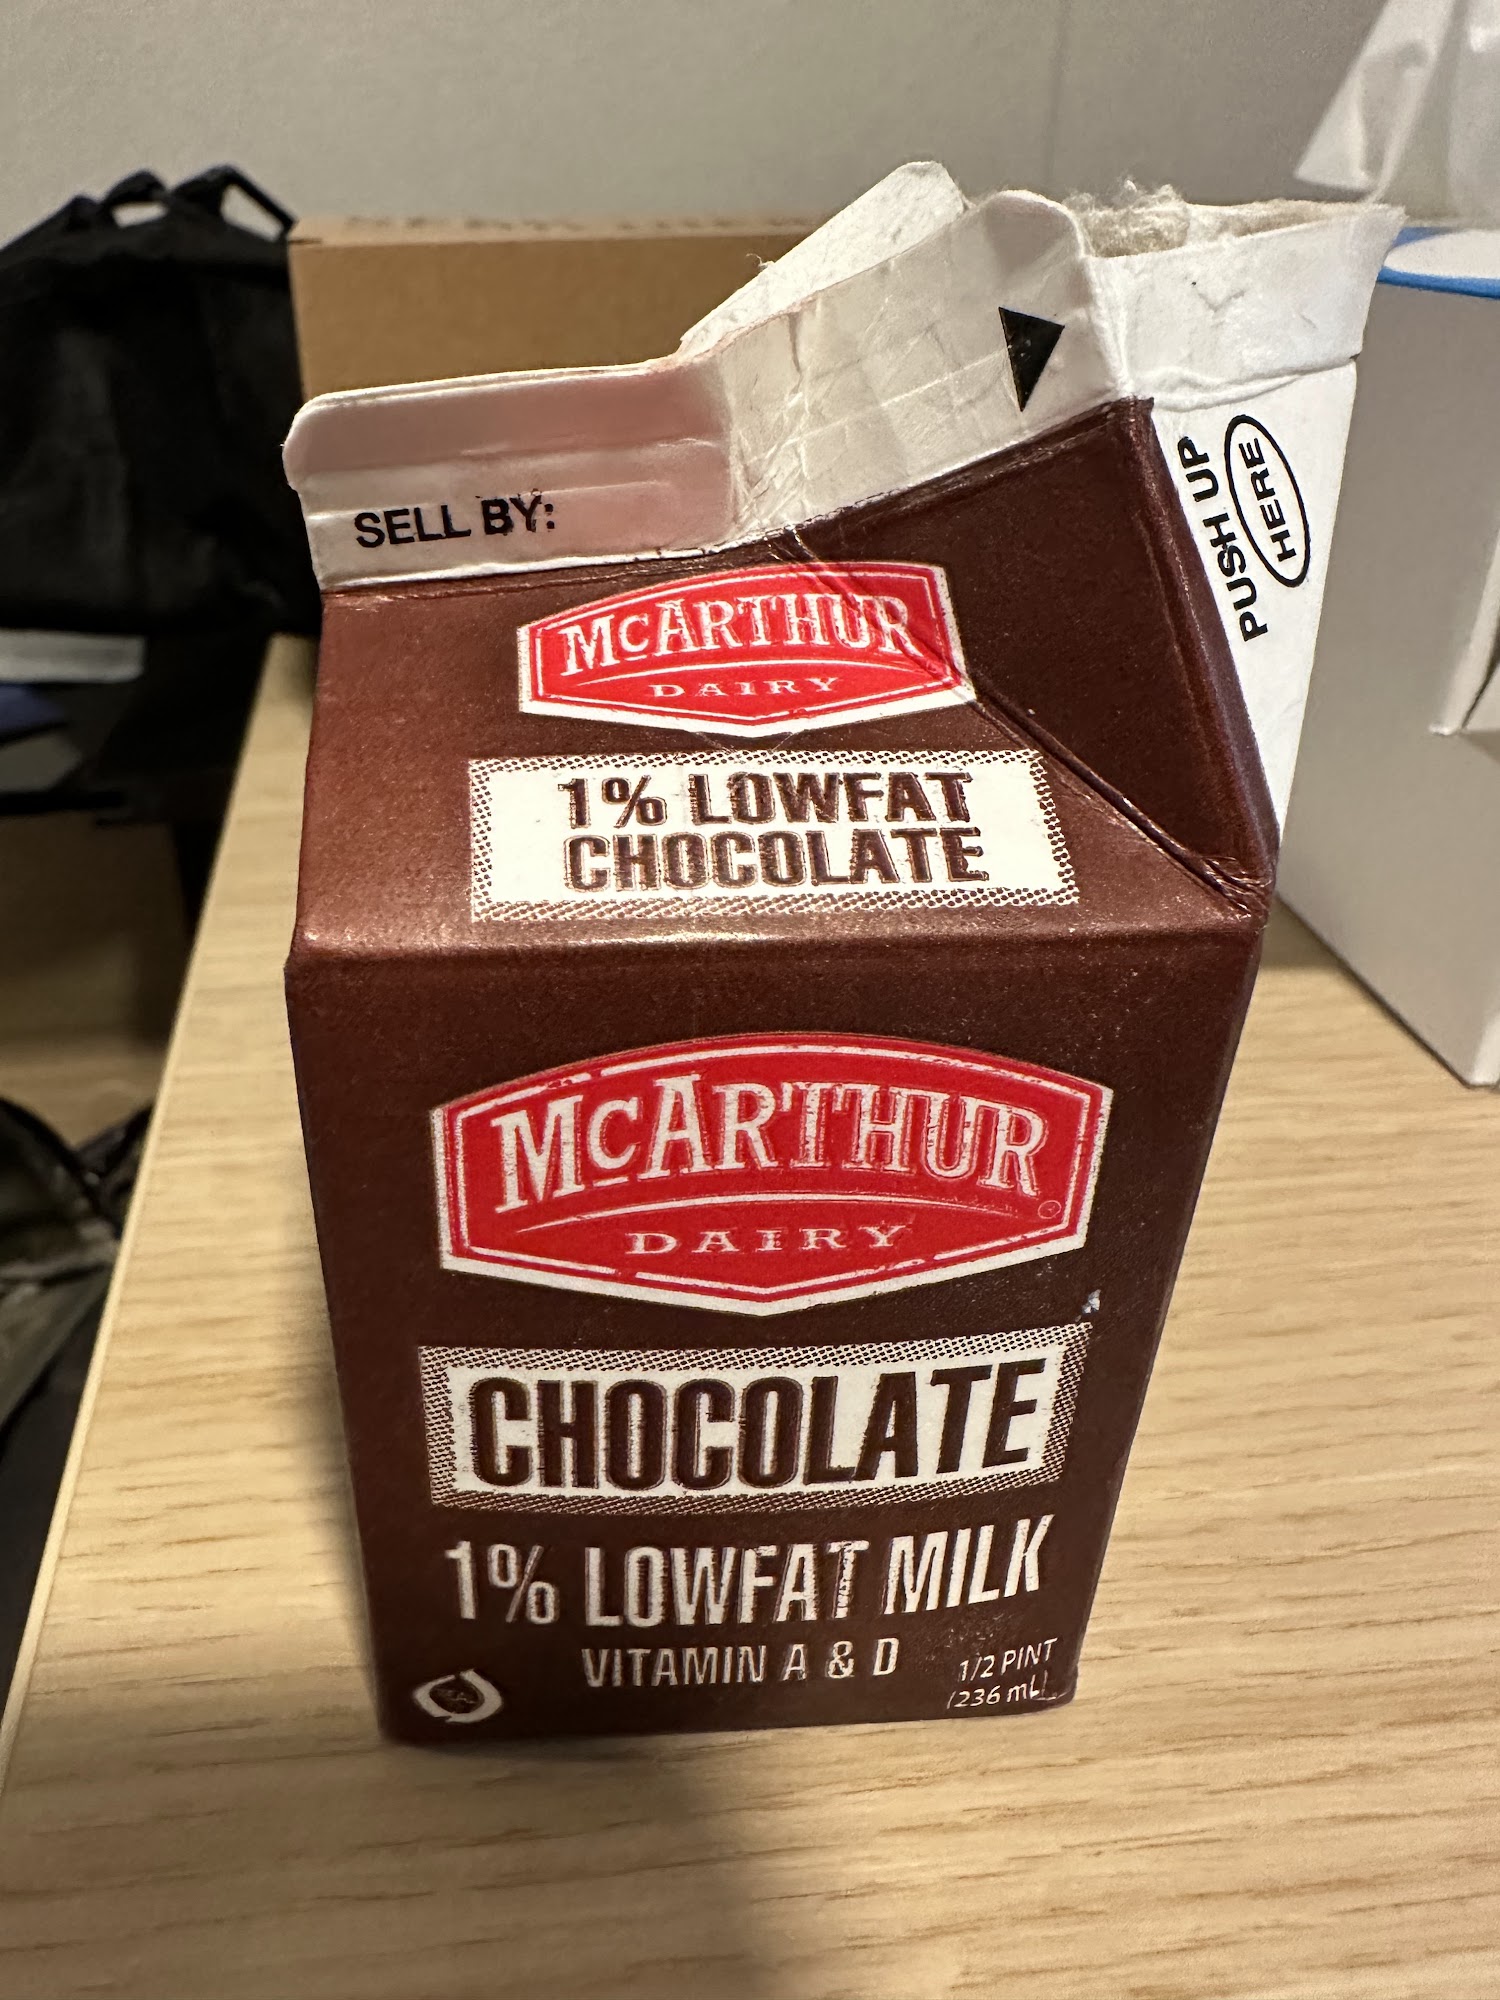 SELL BY:
PUSH UP
HERE
McARTHUR
DAIRY
1% LOWFAT
CHOCOLATE
McARTHUR
DAIRY
CHOCOLATE
1% LOWFAT MILK
VITAMIN A & D
1/2 PINT
(236 mL)